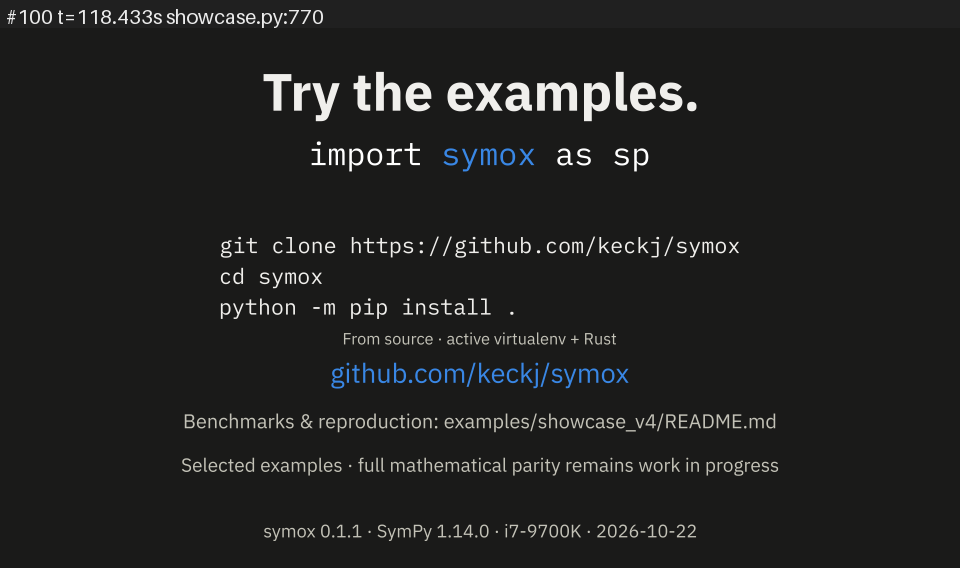 #100 t=118.433s showcase.py:770
Try the examples.
import symox as sp
git clone https://github.com/keckj/symox
cd symox
python -m pip install .
From source · active virtualenv + Rust
github.com/keckj/symox
Benchmarks & reproduction: examples/showcase_v4/README.md
Selected examples · full mathematical parity remains work in progress
symox 0.1.1 · SymPy 1.14.0 · i7-9700K · 2026-10-22